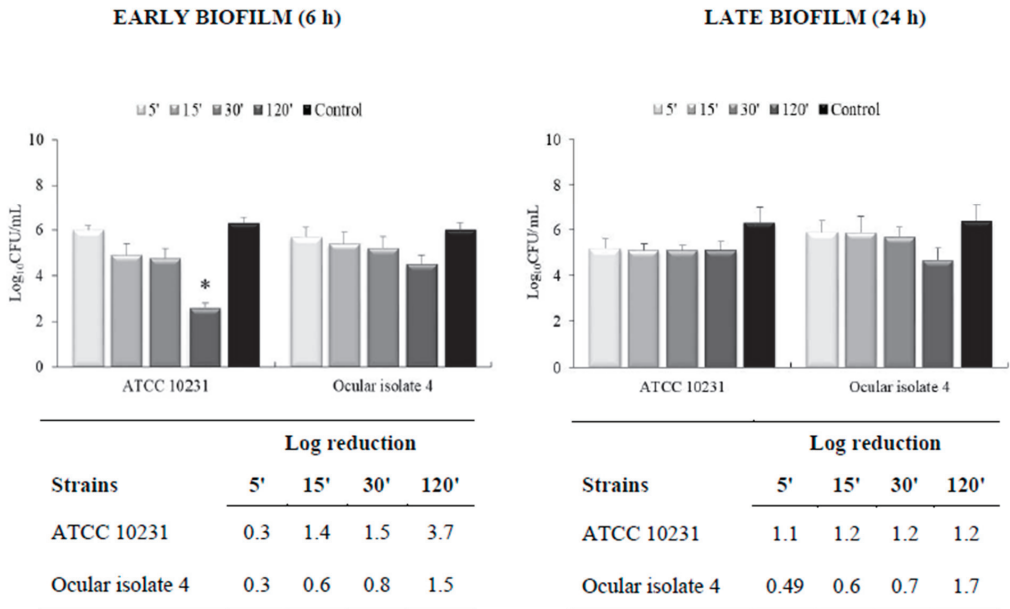 EARLY BIOFILM (6 h)
5' 15' 30' 120' Control
Log₁₀CFU/mL
10
8
6
4
2
0
*
ATCC 10231 Ocular isolate 4
Log reduction
Strains 5' 15' 30' 120'
ATCC 10231 0.3 1.4 1.5 3.7
Ocular isolate 4 0.3 0.6 0.8 1.5
LATE BIOFILM (24 h)
5' 15' 30' 120' Control
Log₁₀CFU/mL
10
8
6
4
2
0
ATCC 10231 Ocular isolate 4
Log reduction
Strains 5' 15' 30' 120'
ATCC 10231 1.1 1.2 1.2 1.2
Ocular isolate 4 0.49 0.6 0.7 1.7